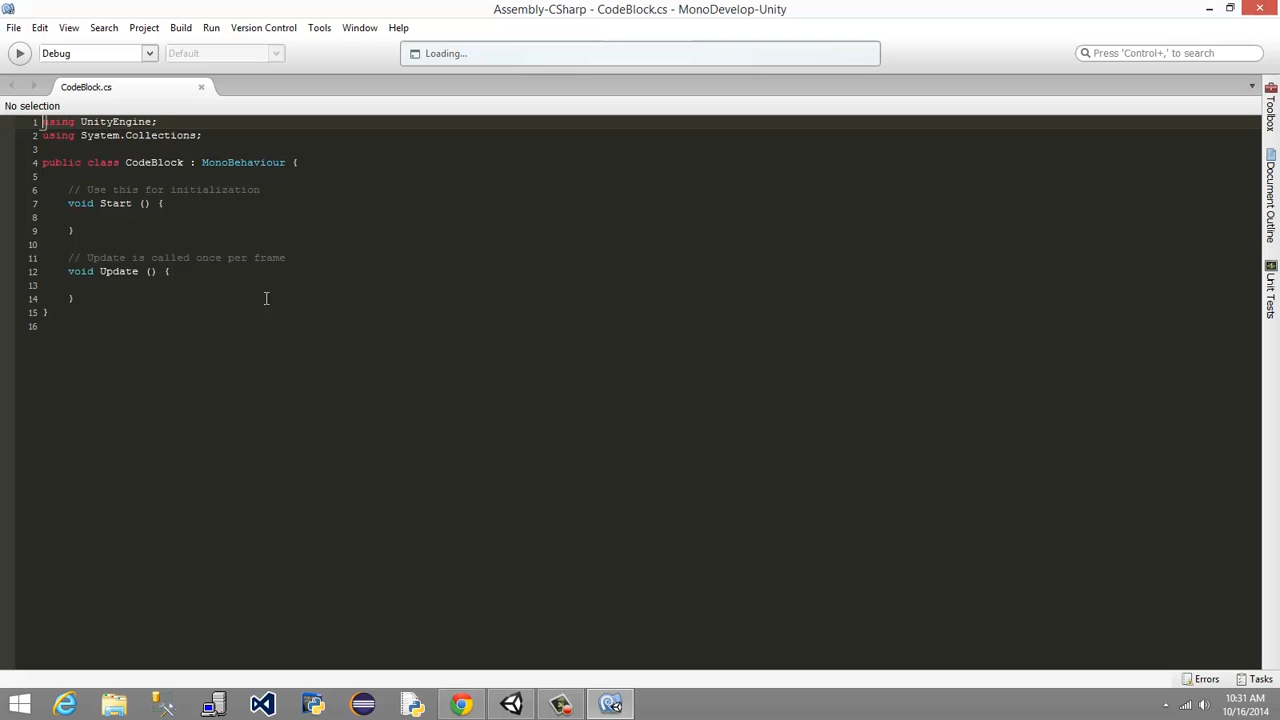 Assembly-CSharp - CodeBlock.cs - MonoDevelop-Unity
File Edit View Search Project Build Run Version Control Tools Window Help
Debug Default Loading... Press 'Control+,' to search
CodeBlock.cs
No selection
1 using UnityEngine;
2 using System.Collections;
3
4 public class CodeBlock : MonoBehaviour {
5
6 // Use this for initialization
7 void Start () {
8
9 }
10
11 // Update is called once per frame
12 void Update () {
13
14 }
15 }
16
Toolbox
Document Outline
Unit Tests
Errors Tasks
10:31 AM
10/16/2014